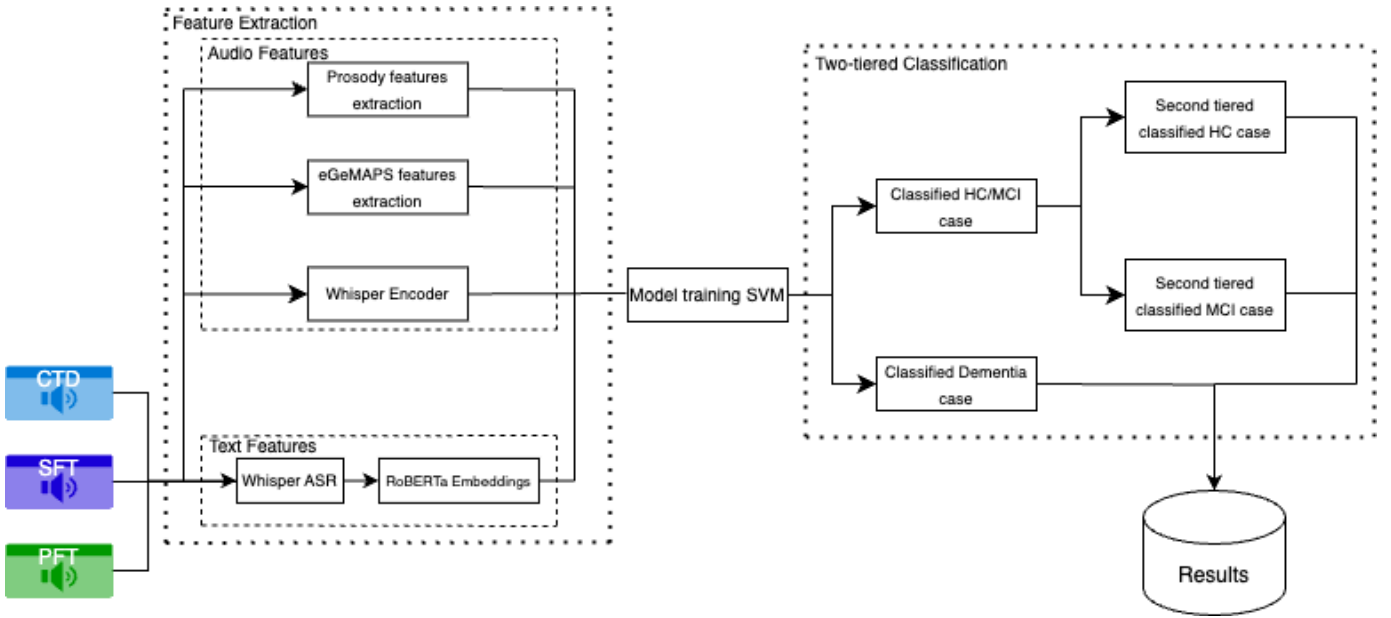 Feature Extraction
Audio Features
Prosody features
extraction
eGeMAPS features
extraction
Whisper Encoder
CTD
SFT
PFT
Text Features
Whisper ASR
RoBERTa Embeddings
Model training SVM
Two-tiered Classification
Classified HC/MCI
case
Classified Dementia
case
Second tiered
classified HC case
Second tiered
classified MCI case
Results